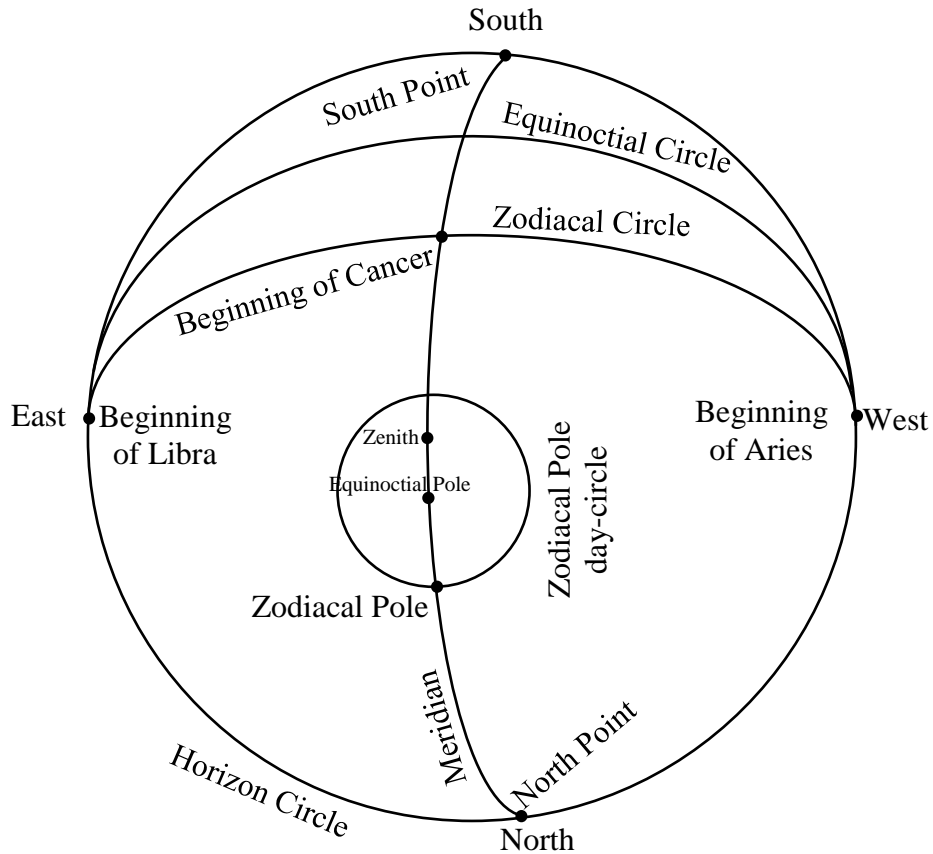 South
South Point
Equinoctial Circle
Zodiacal Circle
Beginning of Cancer
East
Beginning
of Libra
Beginning
of Aries
West
Zenith
Equinoctial Pole
Zodiacal Pole
day-circle
Zodiacal Pole
Meridian
North Point
Horizon Circle
North